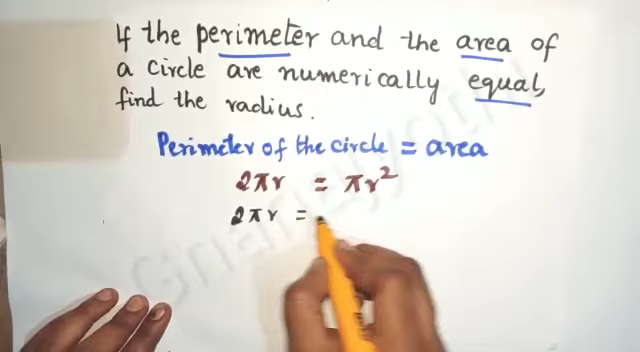 If the perimeter and the area of
a circle are numerically equal,
find the radius.
Perimeter of the circle = area
2πr = πr²
2πr =